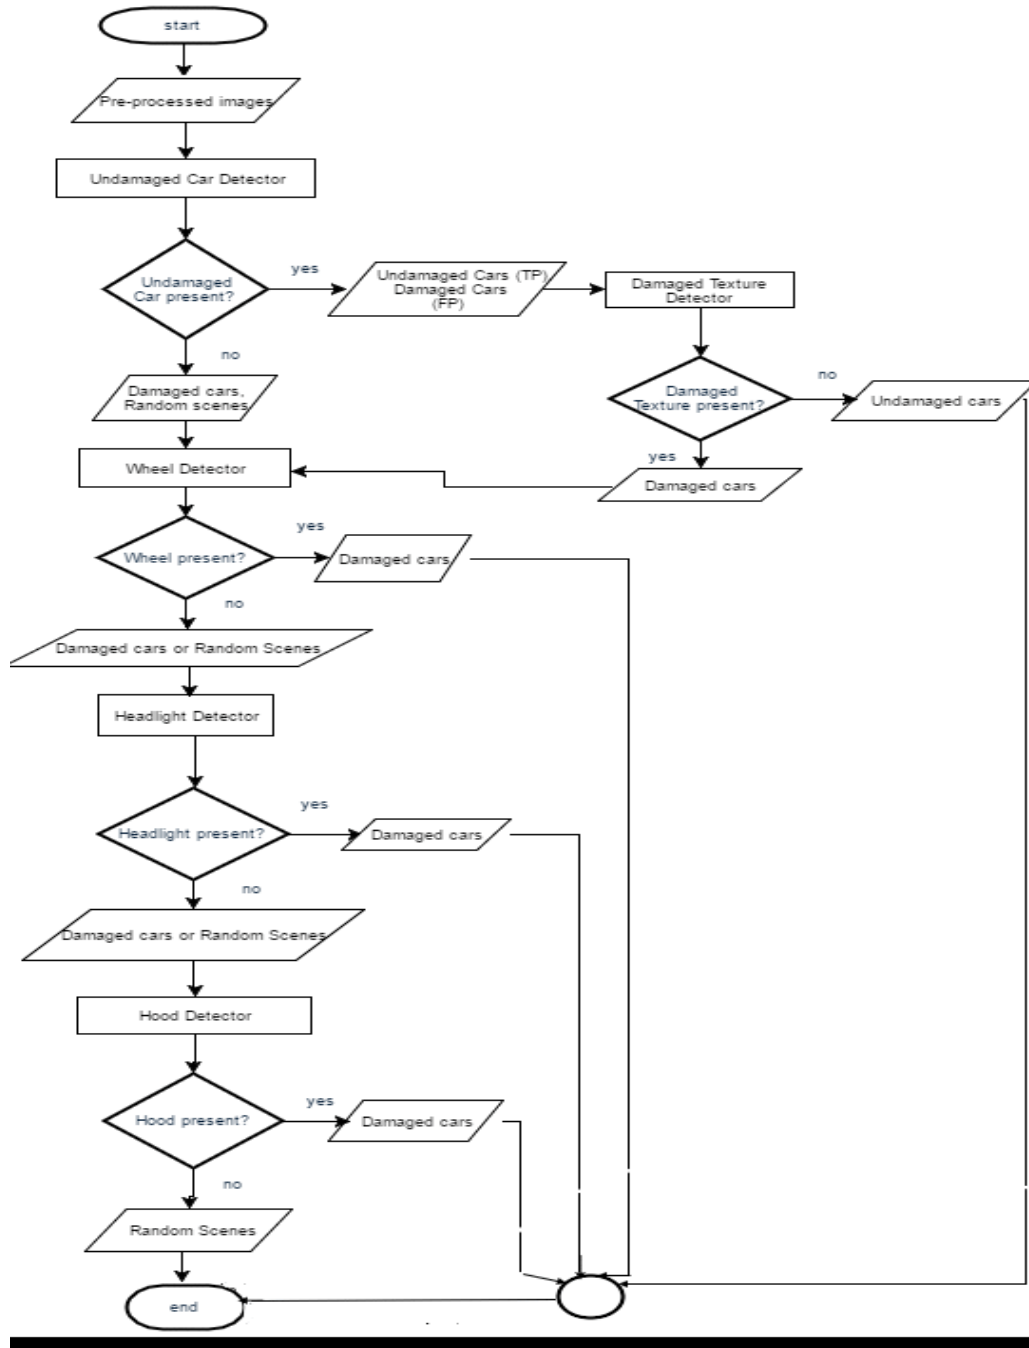 start
Pre-processed images
Undamaged Car Detector
Undamaged
Car present?
yes
Undamaged Cars (TP)
Damaged Cars
(FP)
Damaged Texture
Detector
no
Damaged cars,
Random scenes
Damaged
Texture present?
no
Undamaged cars
yes
Damaged cars
Wheel Detector
Wheel present?
yes
Damaged cars
no
Damaged cars or Random Scenes
Headlight Detector
Headlight present?
yes
Damaged cars
no
Damaged cars or Random Scenes
Hood Detector
Hood present?
yes
Damaged cars
no
Random Scenes
end